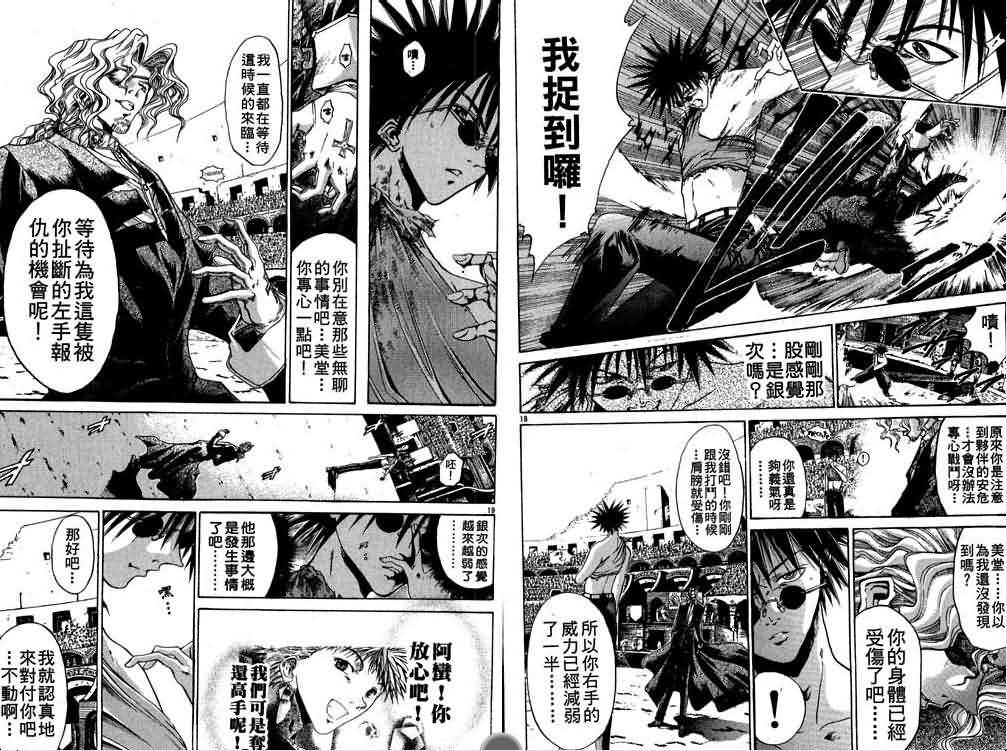 我捉到囉！
嘖！
剛剛那
股感覺
…是銀
次嗎？
18
原來你是注意
到夥伴的安危
…才會沒辦法
專心戰鬥呀…
你還真是
夠義氣呀
………
！
沒錯吧！你剛剛
跟我打鬥的時候
…肩膀就受傷…
………
美堂…你以
為我還沒發現
到嗎？
你的身體已經
受傷了吧……
！
所以你右手的
威力已經減弱
了一半……
嘖…
你別在意那些無聊
的事情吧…美堂…
你專心一點吧！
我一直都在等待
這時候的來臨…
等待為我這隻被
你扯斷的左手報
仇的機會呢！
呸！
19
銀次的感覺
越來越弱了
……
他那邊大概
是發生事情
了吧…
阿蠻！你
放心吧！
我們可是奪
還高手呢！
那好吧…
嘿…
我就認真地
來對付你吧
…不動啊…